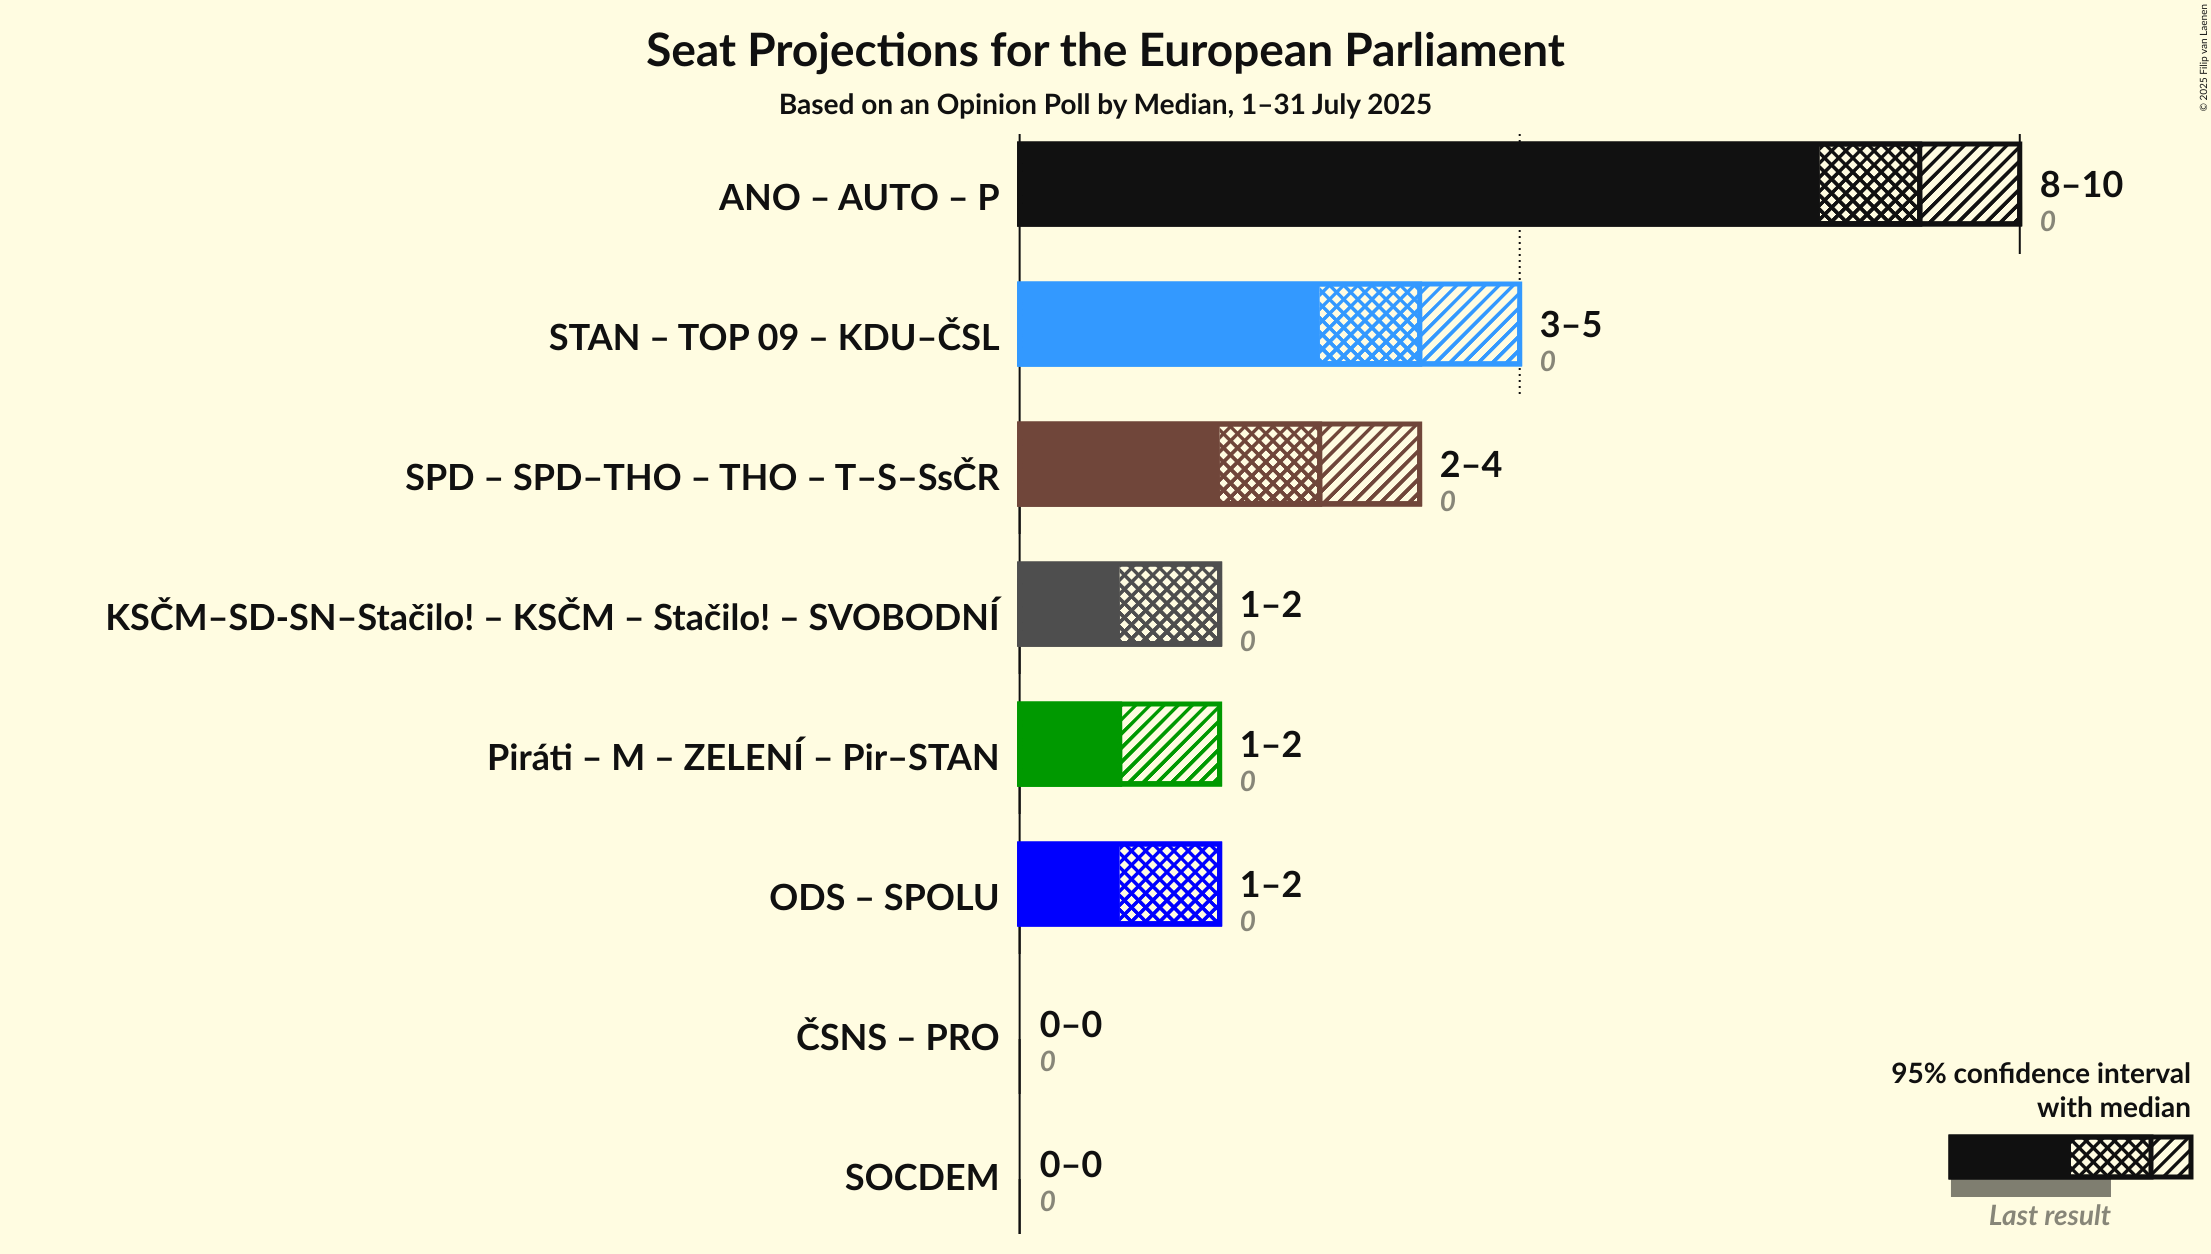 Seat Projections for the European Parliament
Based on an Opinion Poll by Median, 1–31 July 2025
© 2025 Filip van Laenen
ANO – AUTO – P
8–10
0
STAN – TOP 09 – KDU–ČSL
3–5
0
SPD – SPD–THO – THO – T–S–SsČR
2–4
0
KSČM–SD-SN–Stačilo! – KSČM – Stačilo! – SVOBODNÍ
1–2
0
Piráti – M – ZELENÍ – Pir–STAN
1–2
0
ODS – SPOLU
1–2
0
ČSNS – PRO
0–0
0
SOCDEM
0–0
0
95% confidence interval
with median
Last result